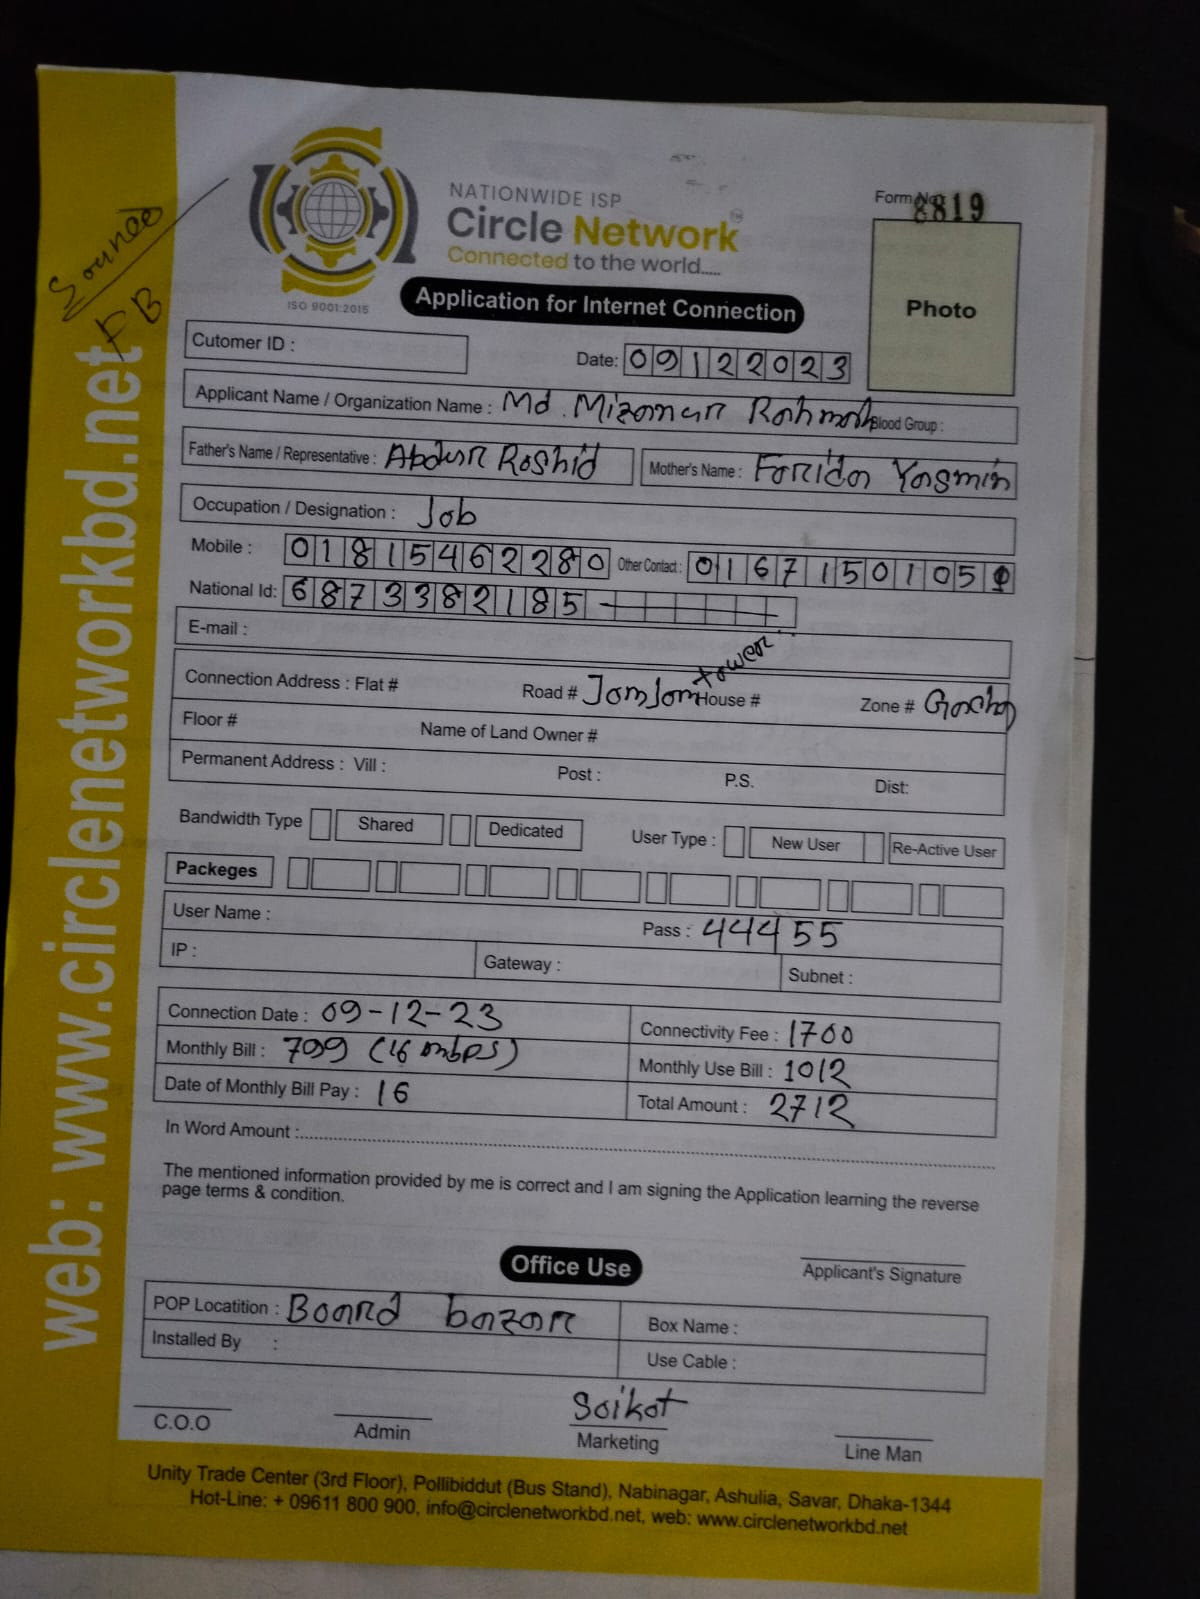 Source
FB
web: www.circlenetworkbd.net
NATIONWIDE ISP
Circle Network
TM
Connected to the world.....
ISO 9001:2015
Form No: 8819
Application for Internet Connection
Photo
Cutomer ID :
Date: 09122023
Applicant Name / Organization Name : Md. Mizanur Rahman Blood Group :
Father's Name / Representative : Abdur Roshid Mother's Name : Farida Yasmin
Occupation / Designation : Job
Mobile : 01815462280 Other Contact : 0167150105
National Id: 6873382185
E-mail :
Connection Address : Flat # Road # JomJom tower House # Zone #
Floor # Name of Land Owner #
Permanent Address : Vill : Post : P.S. Dist:
Bandwidth Type Shared Dedicated User Type : New User Re-Active User
Packeges
User Name : Pass : 44455
IP : Gateway : Subnet :
Connection Date : 09-12-23 Connectivity Fee : 1700
Monthly Bill : 799 (16 mbps) Monthly Use Bill : 1012
Date of Monthly Bill Pay : 16 Total Amount : 2712
In Word Amount :
The mentioned information provided by me is correct and I am signing the Application learning the reverse
page terms & condition.
Applicant's Signature
Office Use
POP Locatition : Board bazar Box Name :
Installed By : Use Cable :
Soikot
C.O.O Admin Marketing Line Man
Unity Trade Center (3rd Floor), Pollibiddut (Bus Stand), Nabinagar, Ashulia, Savar, Dhaka-1344
Hot-Line: + 09611 800 900, info@circlenetworkbd.net, web: www.circlenetworkbd.net